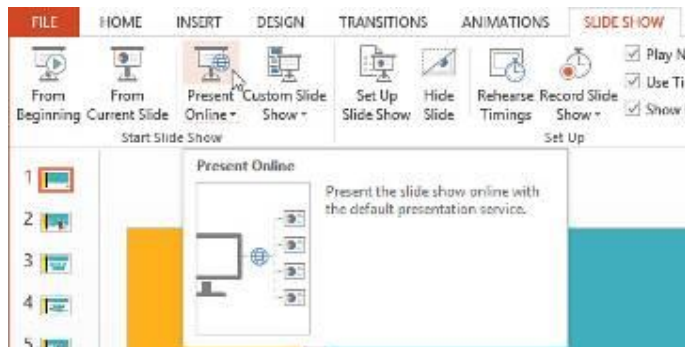 FILE HOME INSERT DESIGN TRANSITIONS ANIMATIONS SLIDE SHOW
From Beginning
From Current Slide
Present Online
Custom Slide Show
Set Up Slide Show
Hide Slide
Rehearse Timings
Record Slide Show
Play N
Use Ti
Show
Start Slide Show
Set Up
Present Online
Present the slide show online with
the default presentation service.
1
2
3
4
5